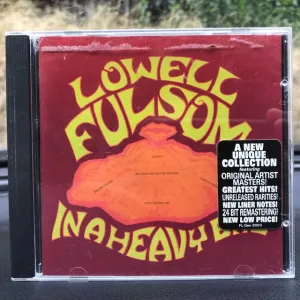 LOWELL
FULSOM
IN A HEAVY
A NEW
UNIQUE
COLLECTION
featuring
ORIGINAL ARTIST
MASTERS!
GREATEST HITS!
UNRELEASED RARITIES!
NEW LINER NOTES!
24 BIT REMASTERING!
NEW LOW PRICE!